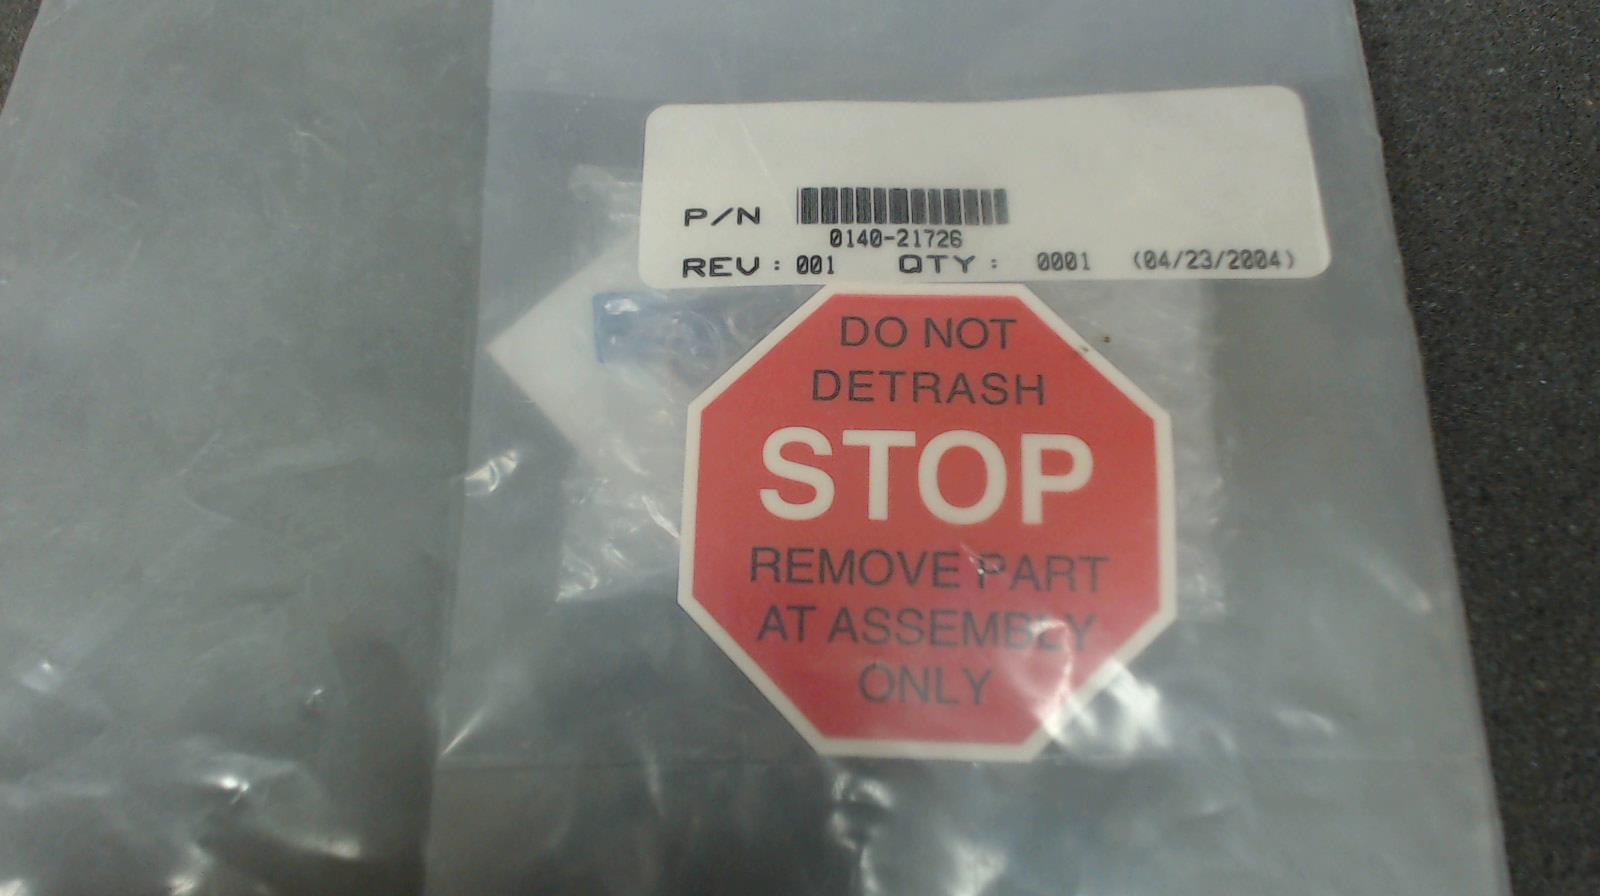 P/N
0140-21726
REV: 001 QTY: 0001 (04/23/2004)
DO NOT
DETRASH
STOP
REMOVE PART
AT ASSEMBLY
ONLY